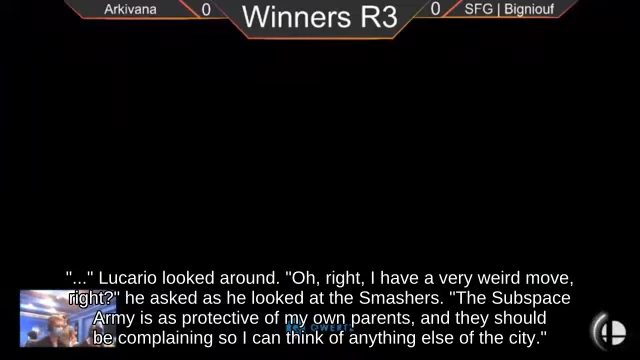 Arkivana 0 Winners R3 0 SFG | Bigniouf
"..." Lucario looked around. "Oh, right, I have a very weird move,
right?" he asked as he looked at the Smashers. "The Subspace
Army is as protective of my own parents, and they should
be complaining so I can think of anything else of the city."